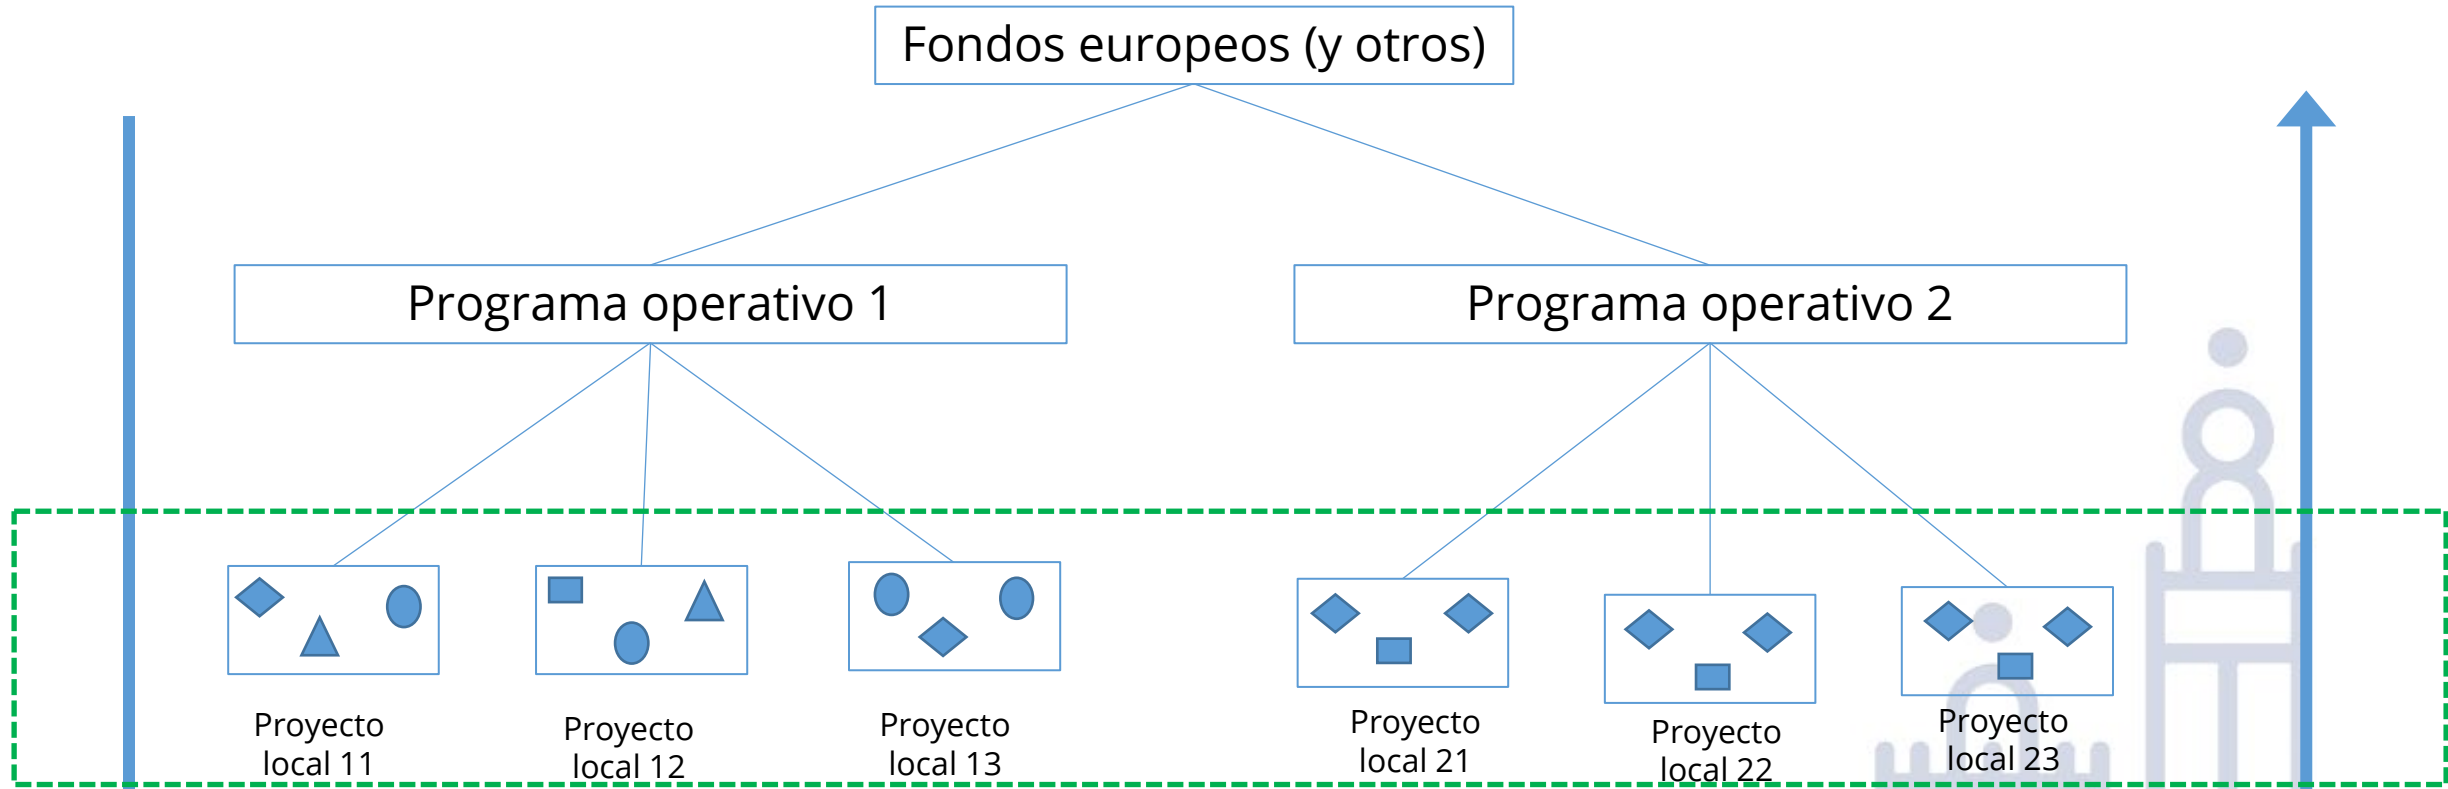 Fondos europeos (y otros)
Programa operativo 1
Programa operativo 2
Proyecto
local 11
Proyecto
local 12
Proyecto
local 13
Proyecto
local 21
Proyecto
local 22
Proyecto
local 23